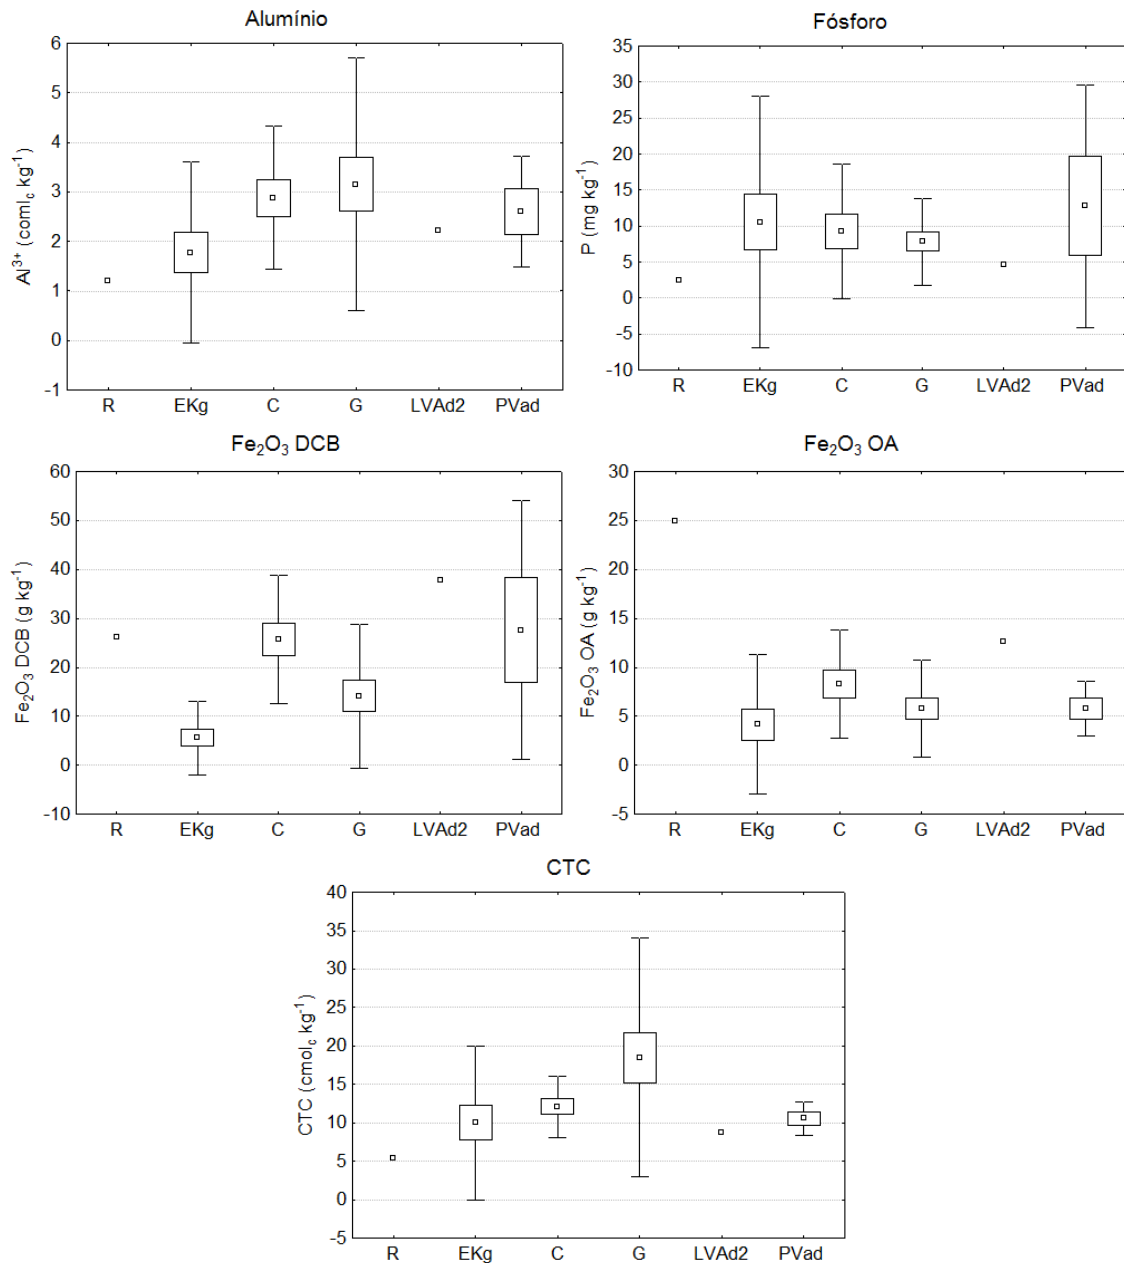 Alumínio
Al³⁺ (coml꜀ kg⁻¹)
6
5
4
3
2
1
0
-1
R EKg C G LVAd2 PVad
Fósforo
P (mg kg⁻¹)
35
30
25
20
15
10
5
0
-5
-10
R EKg C G LVAd2 PVad
Fe₂O₃ DCB
Fe₂O₃ DCB (g kg⁻¹)
60
50
40
30
20
10
0
-10
R EKg C G LVAd2 PVad
Fe₂O₃ OA
Fe₂O₃ OA (g kg⁻¹)
30
25
20
15
10
5
0
-5
R EKg C G LVAd2 PVad
CTC
CTC (cmol꜀ kg⁻¹)
40
35
30
25
20
15
10
5
0
-5
R EKg C G LVAd2 PVad